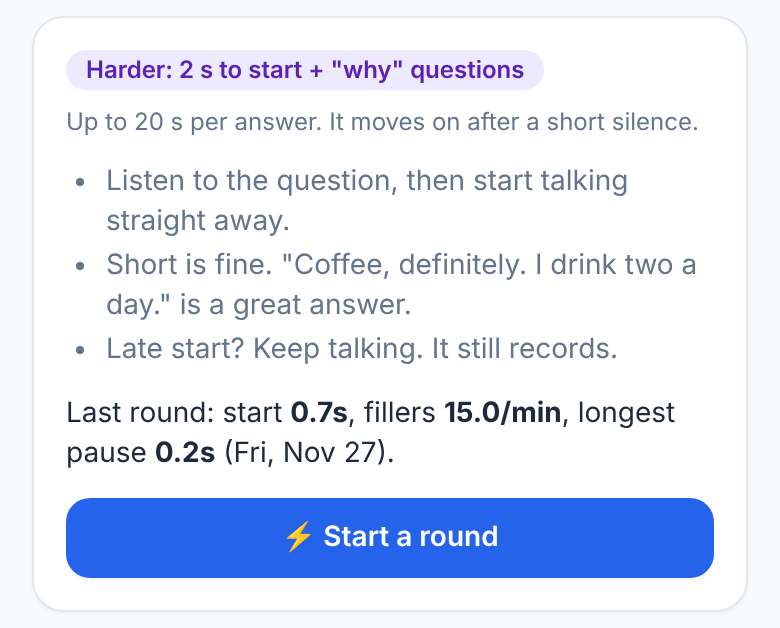 Harder: 2 s to start + "why" questions
Up to 20 s per answer. It moves on after a short silence.
• Listen to the question, then start talking
straight away.
• Short is fine. "Coffee, definitely. I drink two a
day." is a great answer.
• Late start? Keep talking. It still records.
Last round: start 0.7s, fillers 15.0/min, longest
pause 0.2s (Fri, Nov 27).
⚡ Start a round